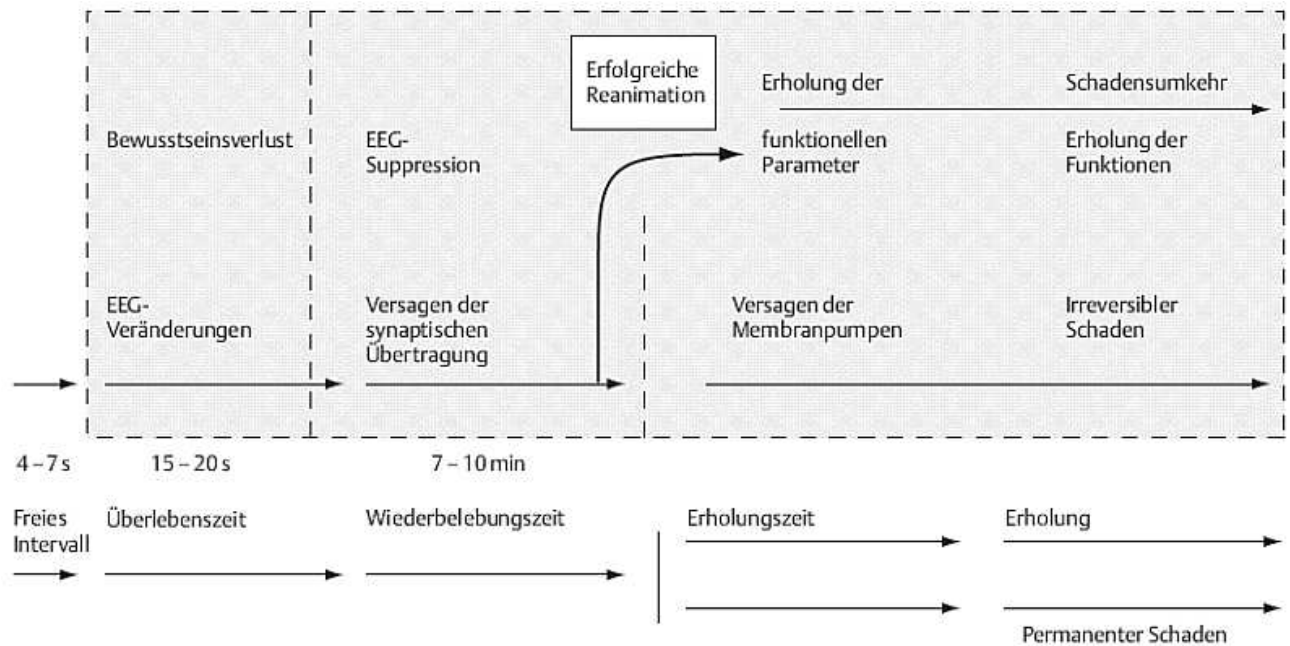 Erfolgreiche
Reanimation
Erholung der
Schadensumkehr
Bewusstseinsverlust
EEG-
Suppression
funktionellen
Parameter
Erholung der
Funktionen
EEG-
Veränderungen
Versagen der
synaptischen
Übertragung
Versagen der
Membranpumpen
Irreversibler
Schaden
4 – 7 s
15 – 20 s
7 – 10 min
Freies
Intervall
Überlebenszeit
Wiederbelebungszeit
Erholungszeit
Erholung
Permanenter Schaden